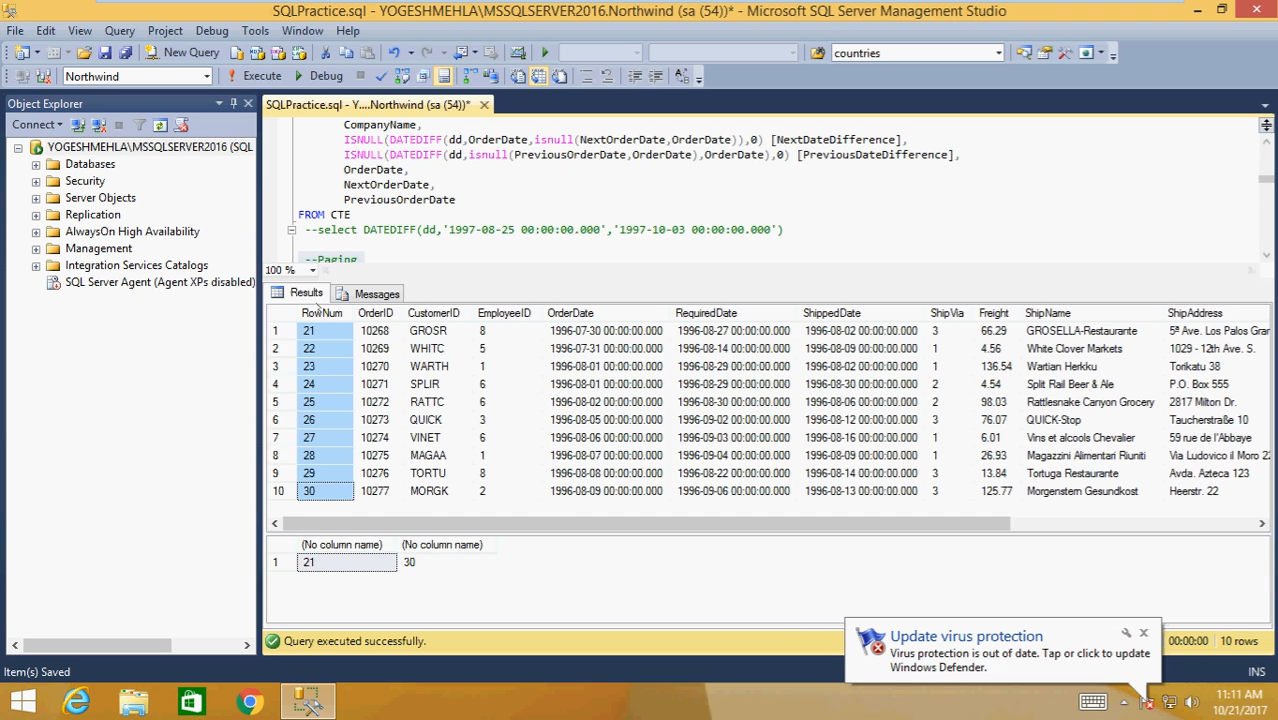 SQLPractice.sql - YOGESHMEHLA\MSSQLSERVER2016.Northwind (sa (54))* - Microsoft SQL Server Management Studio
File Edit View Query Project Debug Tools Window Help
New Query countries
Northwind Execute Debug
Object Explorer
Connect
YOGESHMEHLA\MSSQLSERVER2016 (SQL
Databases
Security
Server Objects
Replication
AlwaysOn High Availability
Management
Integration Services Catalogs
SQL Server Agent (Agent XPs disabled)
SQLPractice.sql - Y....Northwind (sa (54))*
CompanyName,
ISNULL(DATEDIFF(dd,OrderDate,isnull(NextOrderDate,OrderDate)),0) [NextDateDifference],
ISNULL(DATEDIFF(dd,isnull(PreviousOrderDate,OrderDate),OrderDate),0) [PreviousDateDifference],
OrderDate,
NextOrderDate,
PreviousOrderDate
FROM CTE
--select DATEDIFF(dd,'1997-08-25 00:00:00.000','1997-10-03 00:00:00.000')
--Paging
100 %
Results Messages
RowNum OrderID CustomerID EmployeeID OrderDate RequiredDate ShippedDate ShipVia Freight ShipName ShipAddress
1 21 10268 GROSR 8 1996-07-30 00:00:00.000 1996-08-27 00:00:00.000 1996-08-02 00:00:00.000 3 66.29 GROSELLA-Restaurante 5ª Ave. Los Palos Gran
2 22 10269 WHITC 5 1996-07-31 00:00:00.000 1996-08-14 00:00:00.000 1996-08-09 00:00:00.000 1 4.56 White Clover Markets 1029 - 12th Ave. S.
3 23 10270 WARTH 1 1996-08-01 00:00:00.000 1996-08-29 00:00:00.000 1996-08-02 00:00:00.000 1 136.54 Wartian Herkku Torikatu 38
4 24 10271 SPLIR 6 1996-08-01 00:00:00.000 1996-08-29 00:00:00.000 1996-08-30 00:00:00.000 2 4.54 Split Rail Beer & Ale P.O. Box 555
5 25 10272 RATTC 6 1996-08-02 00:00:00.000 1996-08-30 00:00:00.000 1996-08-06 00:00:00.000 2 98.03 Rattlesnake Canyon Grocery 2817 Milton Dr.
6 26 10273 QUICK 3 1996-08-05 00:00:00.000 1996-09-02 00:00:00.000 1996-08-12 00:00:00.000 3 76.07 QUICK-Stop Taucherstraße 10
7 27 10274 VINET 6 1996-08-06 00:00:00.000 1996-09-03 00:00:00.000 1996-08-16 00:00:00.000 1 6.01 Vins et alcools Chevalier 59 rue de l'Abbaye
8 28 10275 MAGAA 1 1996-08-07 00:00:00.000 1996-09-04 00:00:00.000 1996-08-09 00:00:00.000 1 26.93 Magazzini Alimentari Riuniti Via Ludovico il Moro 22
9 29 10276 TORTU 8 1996-08-08 00:00:00.000 1996-08-22 00:00:00.000 1996-08-14 00:00:00.000 3 13.84 Tortuga Restaurante Avda. Azteca 123
10 30 10277 MORGK 2 1996-08-09 00:00:00.000 1996-09-06 00:00:00.000 1996-08-13 00:00:00.000 3 125.77 Morgenstern Gesundkost Heerstr. 22
(No column name) (No column name)
1 21 30
Query executed successfully. 00:00:00 10 rows
Update virus protection
Virus protection is out of date. Tap or click to update
Windows Defender.
Item(s) Saved INS
11:11 AM
10/21/2017